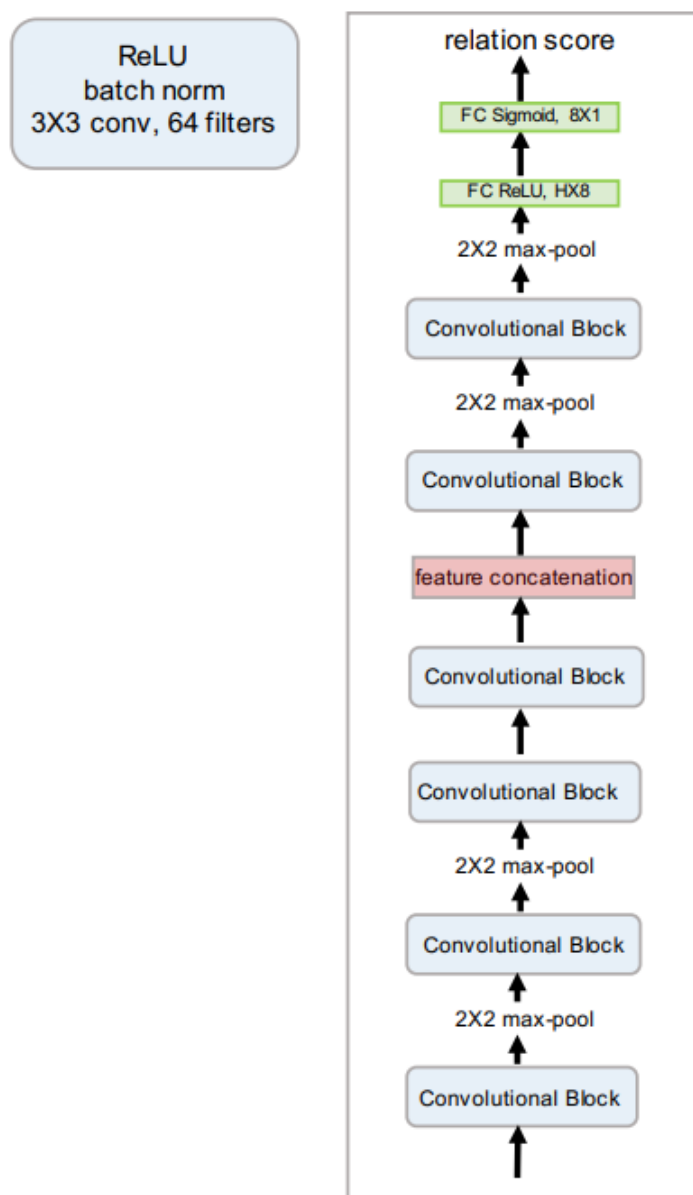 ReLU
batch norm
3X3 conv, 64 filters
relation score
FC Sigmoid, 8X1
FC ReLU, HX8
2X2 max-pool
Convolutional Block
2X2 max-pool
Convolutional Block
feature concatenation
Convolutional Block
Convolutional Block
2X2 max-pool
Convolutional Block
2X2 max-pool
Convolutional Block